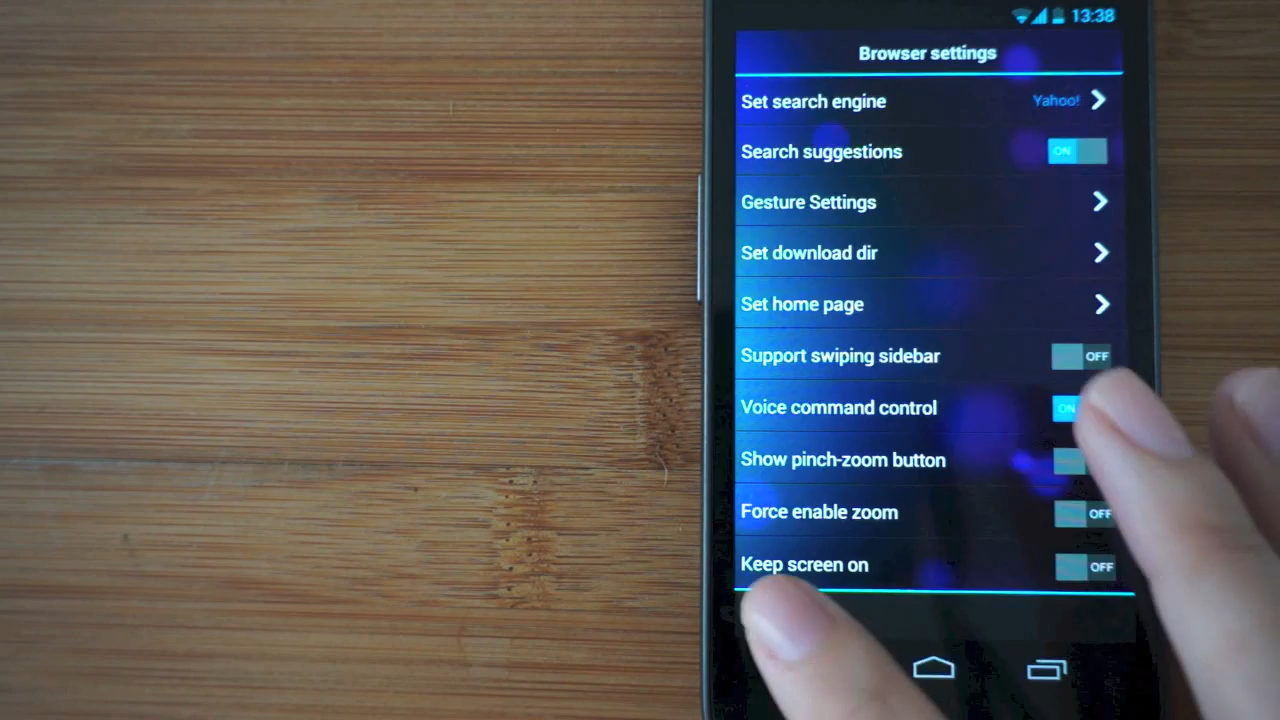 13:38
Browser settings
Set search engine Yahoo!
Search suggestions ON
Gesture Settings
Set download dir
Set home page
Support swiping sidebar OFF
Voice command control ON
Show pinch-zoom button
Force enable zoom OFF
Keep screen on OFF